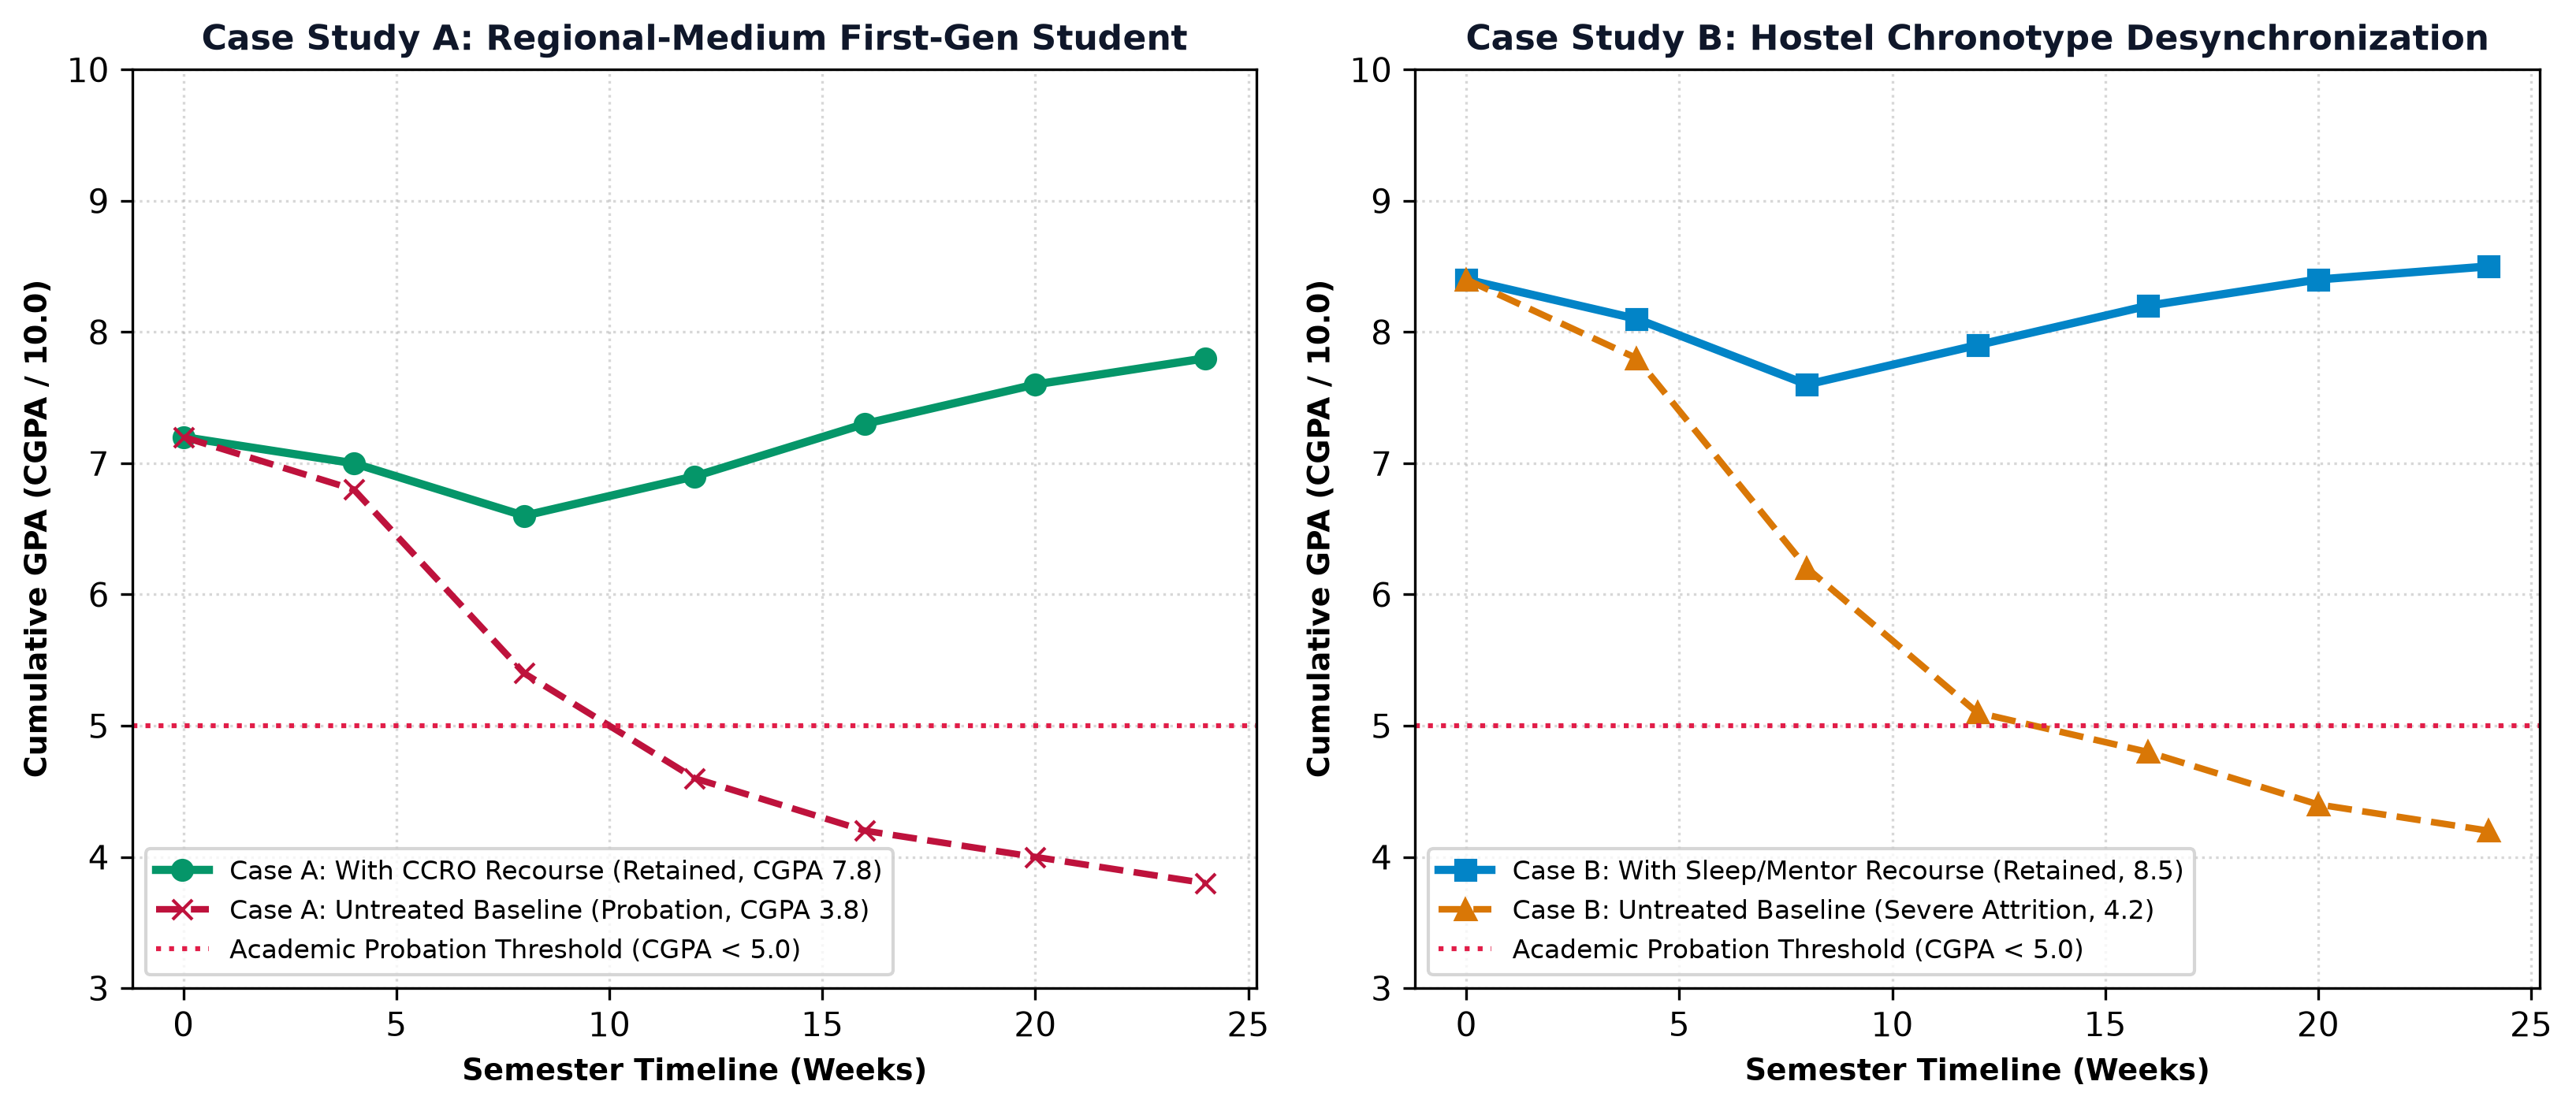 Case Study A: Regional-Medium First-Gen Student
Cumulative GPA (CGPA / 10.0)
10
9
8
7
6
5
4
3
Case A: With CCRO Recourse (Retained, CGPA 7.8)
Case A: Untreated Baseline (Probation, CGPA 3.8)
Academic Probation Threshold (CGPA < 5.0)
0 5 10 15 20 25
Semester Timeline (Weeks)
Case Study B: Hostel Chronotype Desynchronization
Cumulative GPA (CGPA / 10.0)
10
9
8
7
6
5
4
3
Case B: With Sleep/Mentor Recourse (Retained, 8.5)
Case B: Untreated Baseline (Severe Attrition, 4.2)
Academic Probation Threshold (CGPA < 5.0)
0 5 10 15 20 25
Semester Timeline (Weeks)